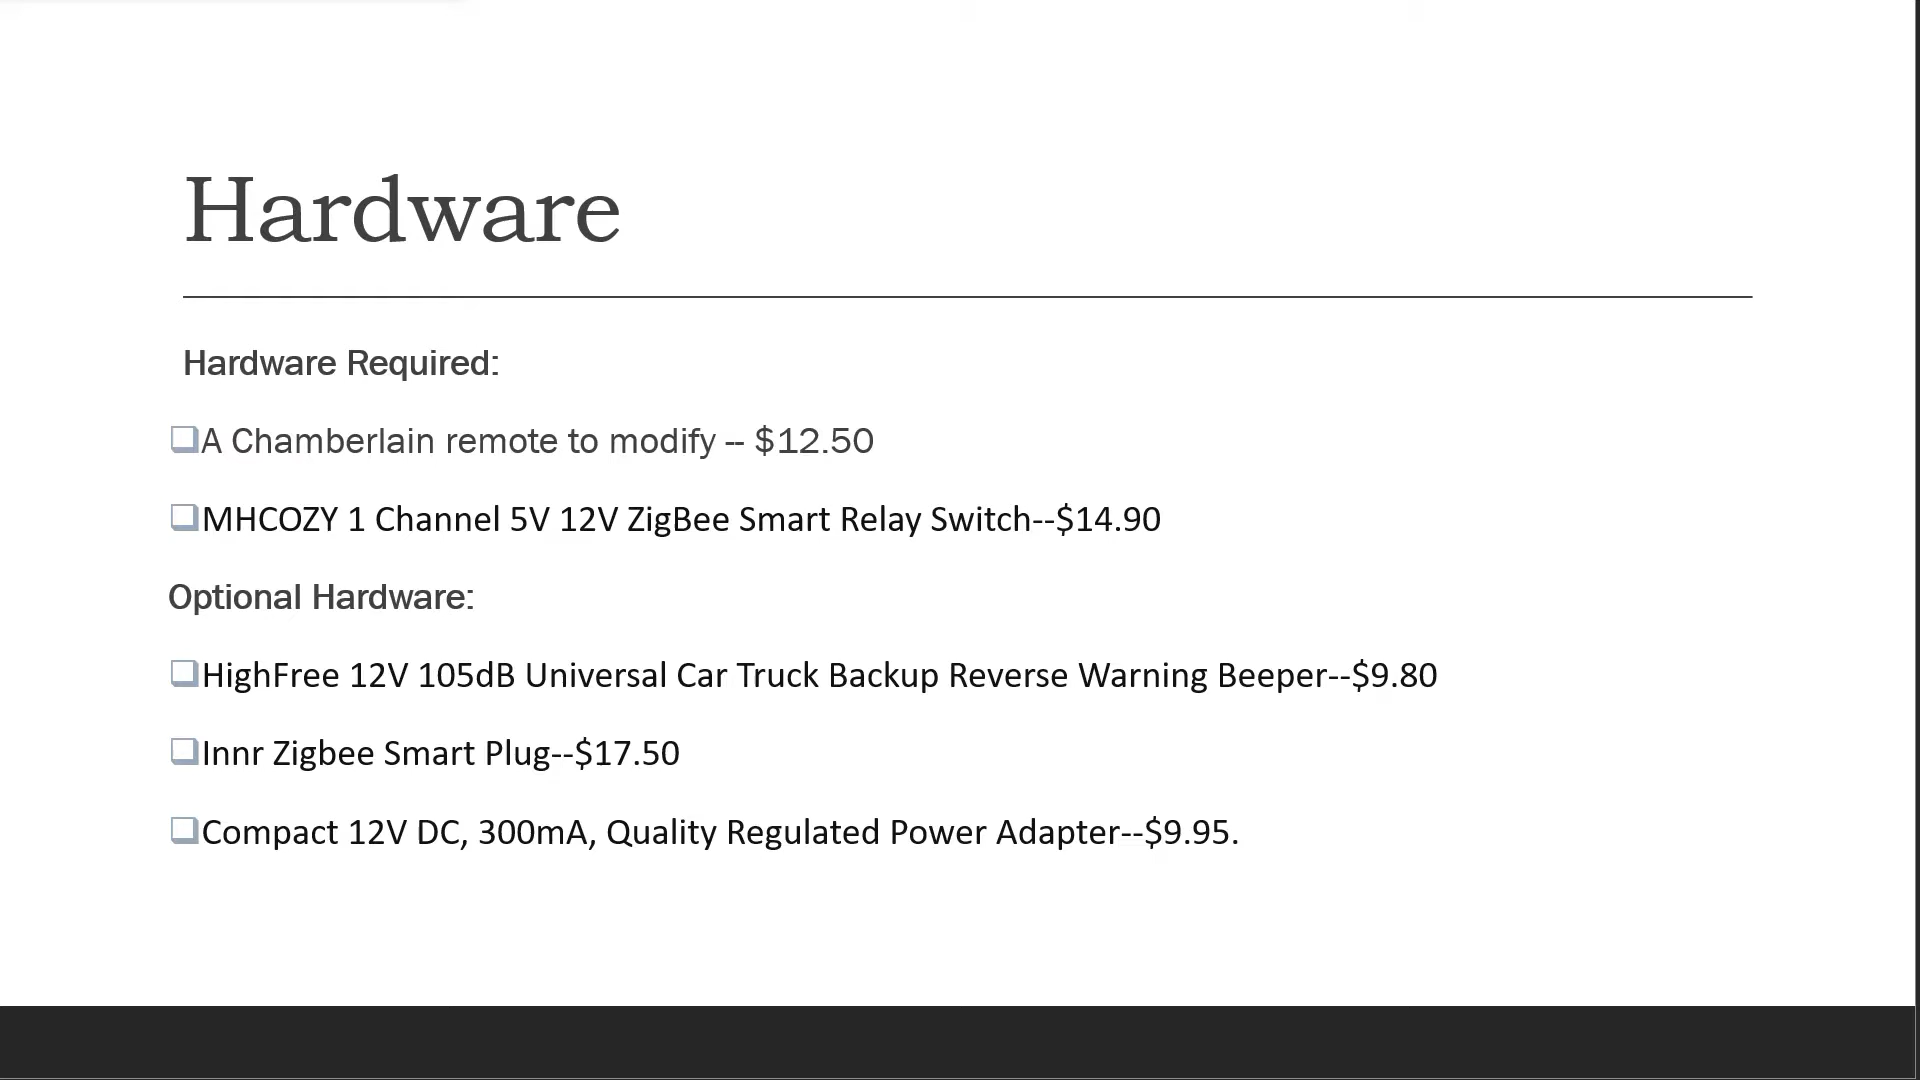 Hardware
Hardware Required:
A Chamberlain remote to modify -- $12.50
MHCOZY 1 Channel 5V 12V ZigBee Smart Relay Switch--$14.90
Optional Hardware:
HighFree 12V 105dB Universal Car Truck Backup Reverse Warning Beeper--$9.80
Innr Zigbee Smart Plug--$17.50
Compact 12V DC, 300mA, Quality Regulated Power Adapter--$9.95.